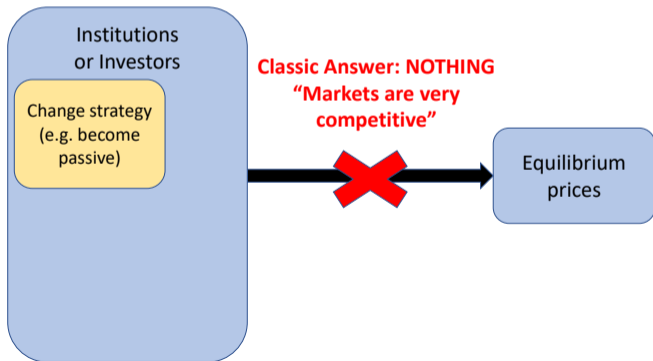 Institutions
or Investors
Change strategy
(e.g. become
passive)
Classic Answer: NOTHING
“Markets are very
competitive”
Equilibrium
prices